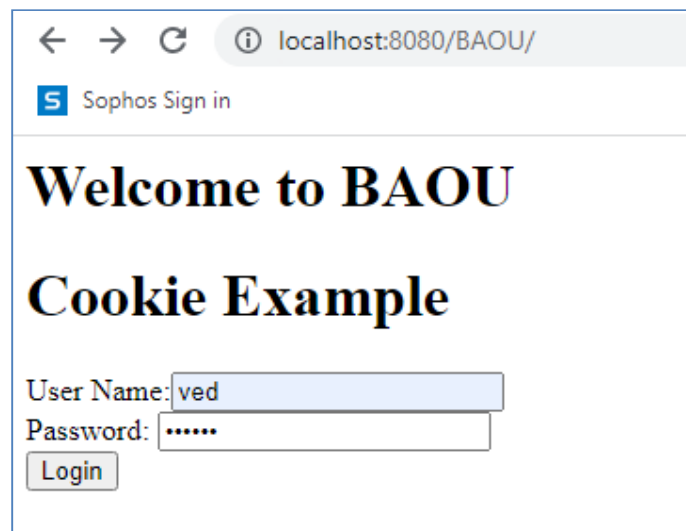 localhost:8080/BAOU/
S Sophos Sign in
Welcome to BAOU
Cookie Example
User Name: ved
Password: ••••••
Login